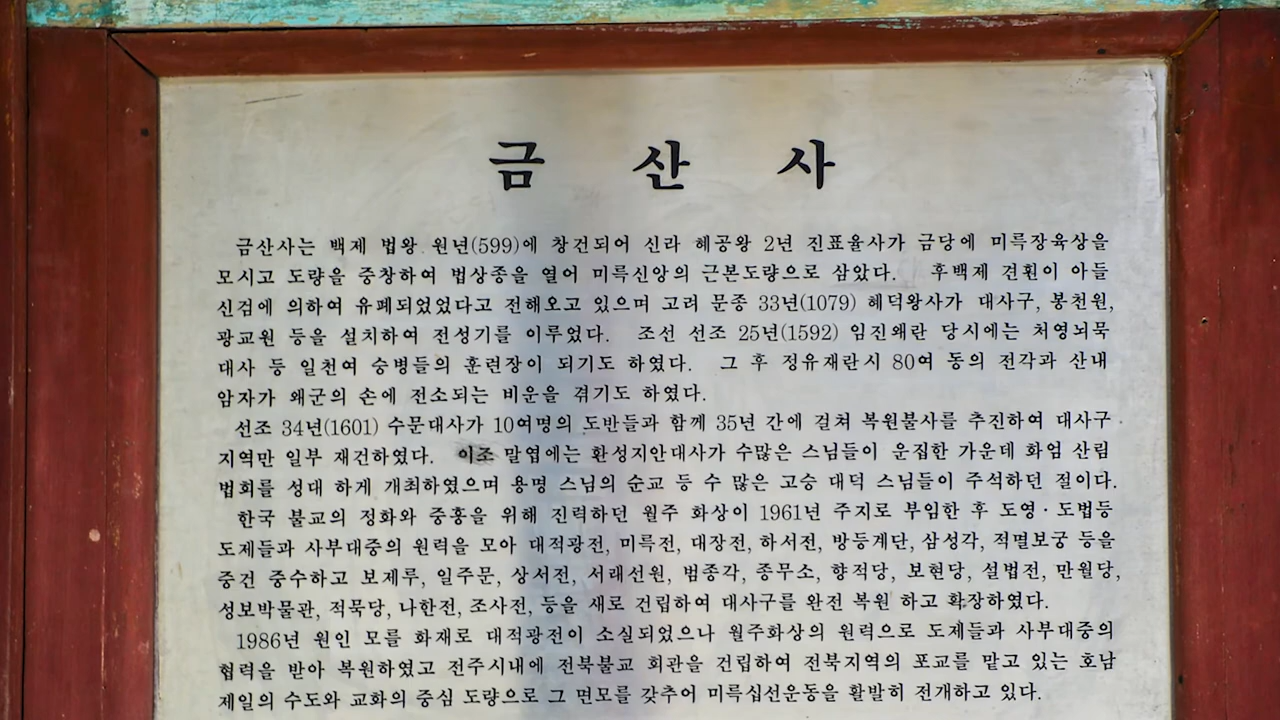 금 산 사
금산사는 백제 법왕 원년(599)에 창건되어 신라 혜공왕 2년 진표율사가 금당에 미륵장육상을
모시고 도량을 중창하여 법상종을 열어 미륵신앙의 근본도량으로 삼았다. 후백제 견훤이 아들
신검에 의하여 유폐되었었다고 전해오고 있으며 고려 문종 33년(1079) 혜덕왕사가 대사구, 봉천원,
광교원 등을 설치하여 전성기를 이루었다. 조선 선조 25년(1592) 임진왜란 당시에는 처영뇌묵
대사 등 일천여 승병들의 훈련장이 되기도 하였다. 그 후 정유재란시 80여 동의 전각과 산내
암자가 왜군의 손에 전소되는 비운을 겪기도 하였다.
선조 34년(1601) 수문대사가 10여명의 도반들과 함께 35년 간에 걸쳐 복원불사를 추진하여 대사구
지역만 일부 재건하였다. 이조 말엽에는 환성지안대사가 수많은 스님들이 운집한 가운데 화엄 산림
법회를 성대 하게 개최하였으며 용명 스님의 순교 등 수 많은 고승 대덕 스님들이 주석하던 절이다.
한국 불교의 정화와 중흥을 위해 진력하던 월주 화상이 1961년 주지로 부임한 후 도영·도법등
도제들과 사부대중의 원력을 모아 대적광전, 미륵전, 대장전, 하서전, 방등계단, 삼성각, 적멸보궁 등을
중건 중수하고 보제루, 일주문, 상서전, 서래선원, 범종각, 종무소, 향적당, 보현당, 설법전, 만월당,
성보박물관, 적묵당, 나한전, 조사전, 등을 새로 건립하여 대사구를 완전 복원 하고 확장하였다.
1986년 원인 모를 화재로 대적광전이 소실되었으나 월주화상의 원력으로 도제들과 사부대중의
협력을 받아 복원하였고 전주시내에 전북불교 회관을 건립하여 전북지역의 포교를 맡고 있는 호남
제일의 수도와 교화의 중심 도량으로 그 면모를 갖추어 미륵십선운동을 활발히 전개하고 있다.